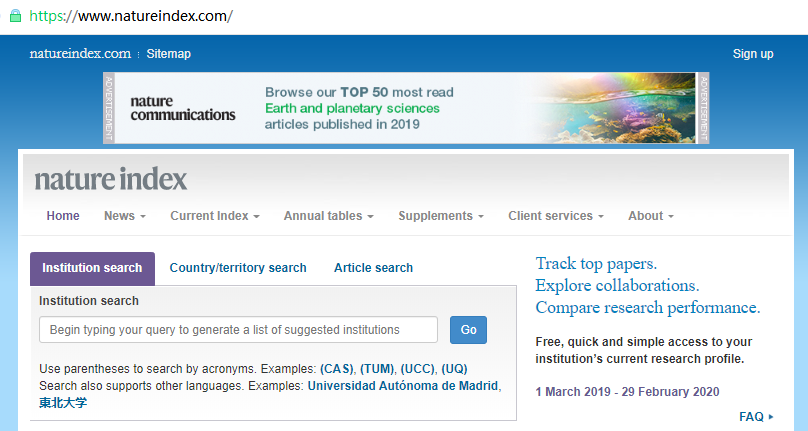 https://www.natureindex.com/
natureindex.com Sitemap Sign up
ADVERTISEMENT
nature
communications
Browse our TOP 50 most read
Earth and planetary sciences
articles published in 2019
ADVERTISEMENT
nature index
Home News Current Index Annual tables Supplements Client services About
Institution search Country/territory search Article search
Institution search
Begin typing your query to generate a list of suggested institutions Go
Use parentheses to search by acronyms. Examples: (CAS), (TUM), (UCC), (UQ)
Search also supports other languages. Examples: Universidad Autónoma de Madrid,
東北大学
Track top papers.
Explore collaborations.
Compare research performance.
Free, quick and simple access to your
institution's current research profile.
1 March 2019 - 29 February 2020
FAQ